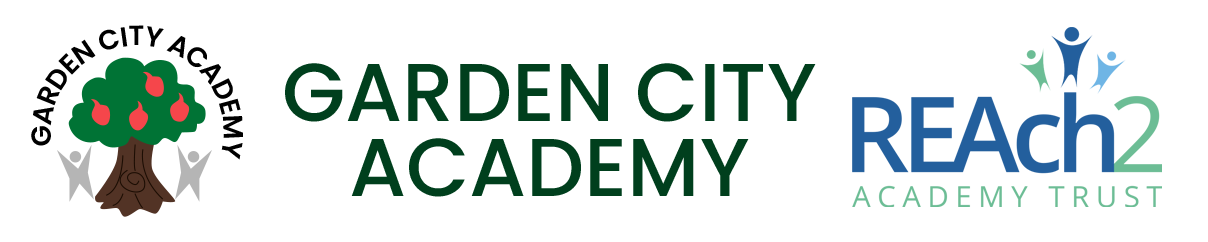 GARDEN CITY ACADEMY
GARDEN CITY
ACADEMY
REAch2
ACADEMY TRUST